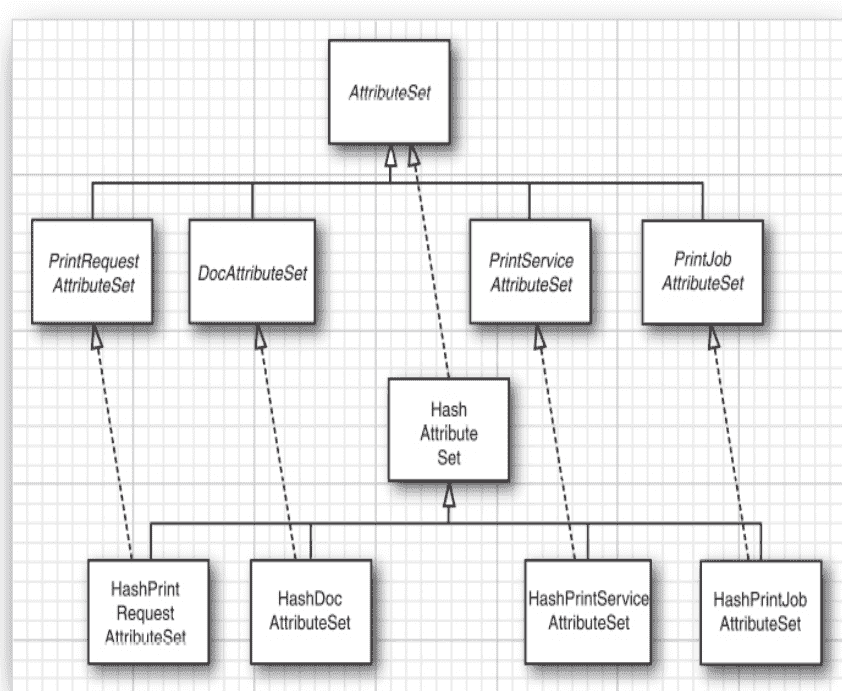 AttributeSet
PrintRequest
AttributeSet
DocAttributeSet
PrintService
AttributeSet
PrintJob
AttributeSet
Hash
Attribute
Set
HashPrint
Request
AttributeSet
HashDoc
AttributeSet
HashPrintService
AttributeSet
HashPrintJob
AttributeSet